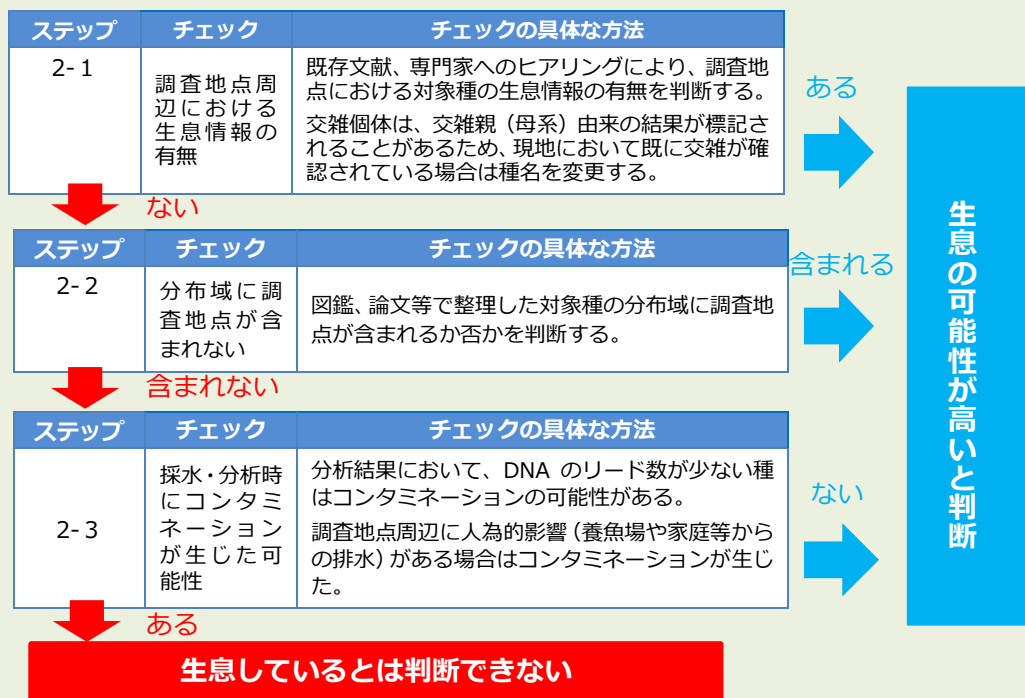 ステップ
チェック
チェックの具体な方法
2-1
調査地点周
辺における
生息情報の
有無
既存文献、専門家へのヒアリングにより、調査地
点における対象種の生息情報の有無を判断する。
交雑個体は、交雑親（母系）由来の結果が標記さ
れることがあるため、現地において既に交雑が確
認されている場合は種名を変更する。
ある
ない
ステップ
チェック
チェックの具体な方法
2-2
分布域に調
査地点が含
まれない
図鑑、論文等で整理した対象種の分布域に調査地
点が含まれるか否かを判断する。
含まれる
含まれない
ステップ
チェック
チェックの具体な方法
2-3
採水・分析時
にコンタミ
ネーション
が生じた可
能性
分析結果において、DNA のリード数が少ない種
はコンタミネーションの可能性がある。
調査地点周辺に人為的影響（養魚場や家庭等から
の排水）がある場合はコンタミネーションが生じ
た。
ない
ある
生息しているとは判断できない
生息の可能性が高いと判断